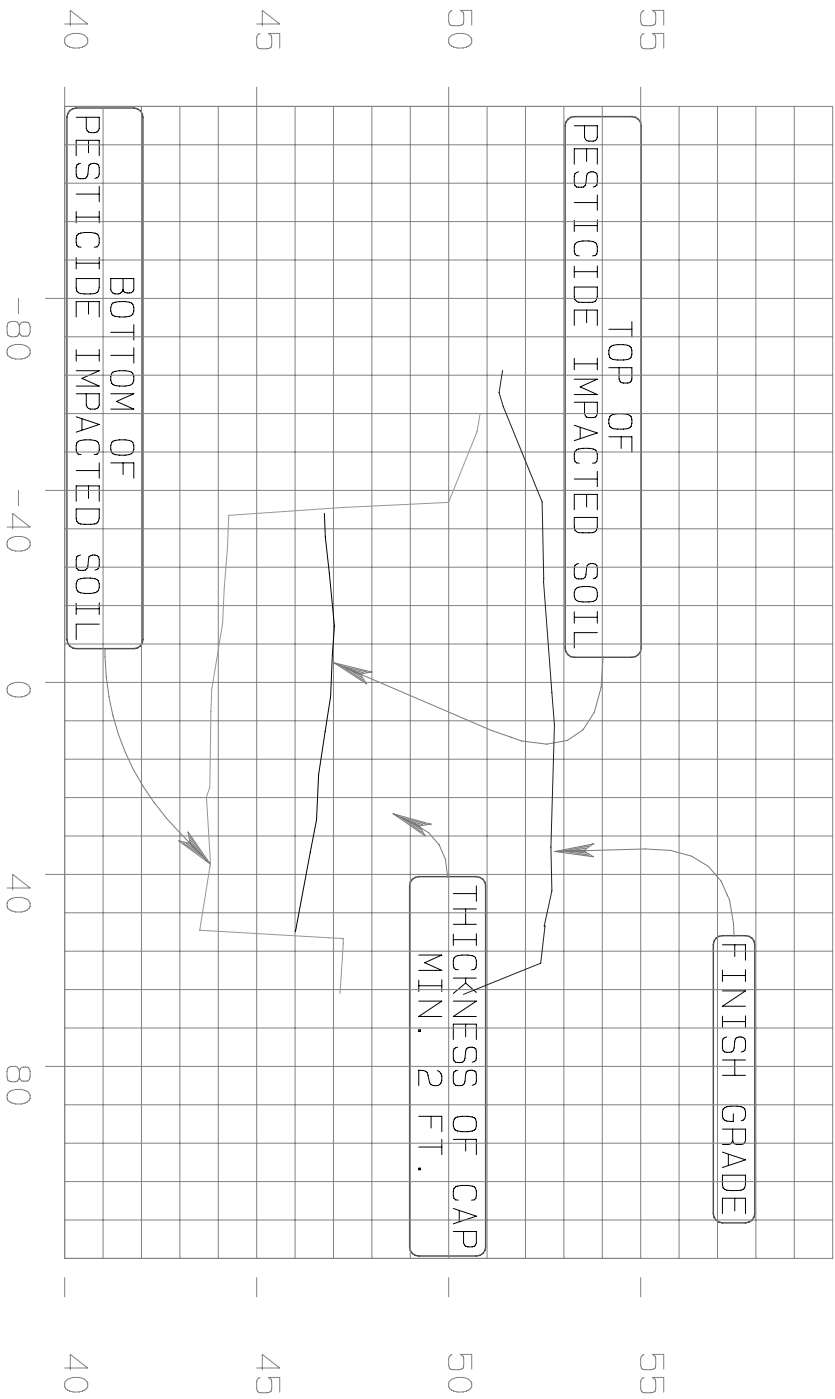 55
50
45
40
FINISH GRADE
TOP OF
PESTICIDE IMPACTED SOIL
THICKNESS OF CAP
MIN. 2 FT.
BOTTOM OF
PESTICIDE IMPACTED SOIL
55
50
45
40
-80
-40
0
40
80